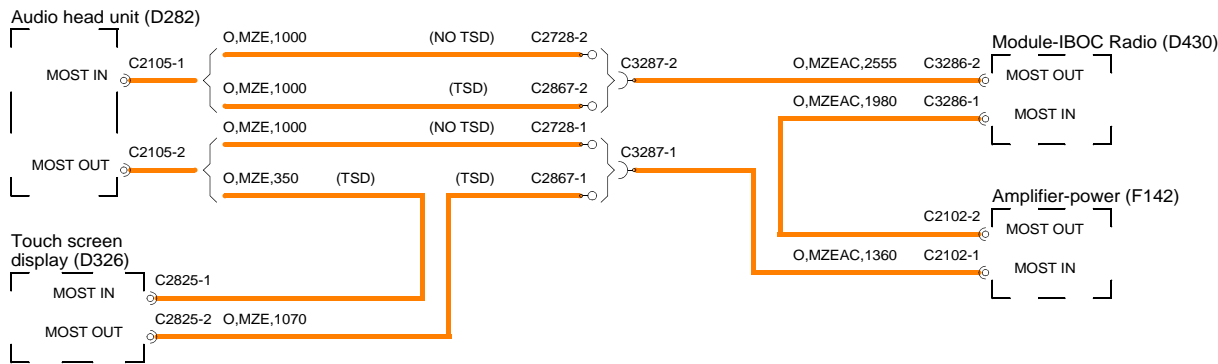 Audio head unit (D282)
MOST IN
C2105-1
O,MZE,1000 (NO TSD) C2728-2
O,MZE,1000 (TSD) C2867-2
C3287-2
O,MZEAC,2555 C3286-2
Module-IBOC Radio (D430)
MOST OUT
O,MZEAC,1980 C3286-1
MOST IN
O,MZE,1000 (NO TSD) C2728-1
MOST OUT
C2105-2
C3287-1
O,MZE,350 (TSD) (TSD) C2867-1
Amplifier-power (F142)
C2102-2
MOST OUT
O,MZEAC,1360 C2102-1
MOST IN
Touch screen
display (D326)
C2825-1
MOST IN
C2825-2 O,MZE,1070
MOST OUT